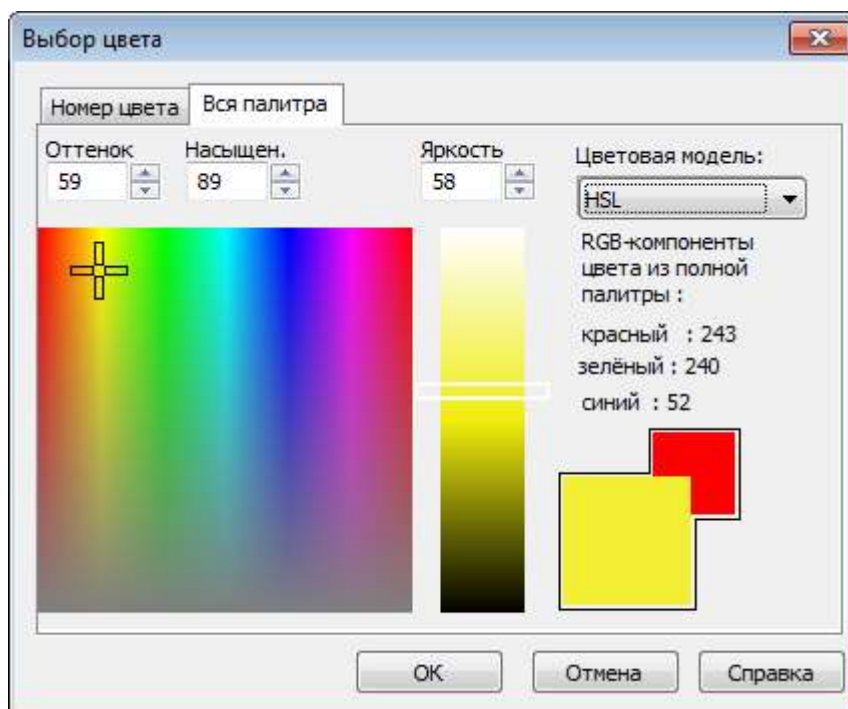 Выбор цвета
Номер цвета Вся палитра
Оттенок Насыщен. Яркость Цветовая модель:
59 89 58
HSL
RGB-компоненты
цвета из полной
палитры :
красный : 243
зелёный : 240
синий : 52
ОК Отмена Справка